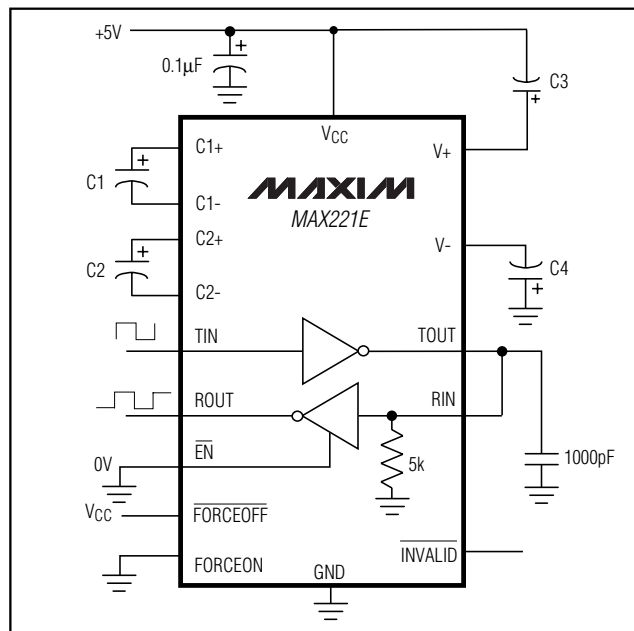 +5V
0.1µF
+
+
C3
VCC
C1+
V+
+
C1
C1-
MAXIM
MAX221E
C2+
V-
+
C2
C2-
+
C4
TIN
TOUT
ROUT
RIN
0V
EN
5k
1000pF
VCC
FORCEOFF
FORCEON
GND
INVALID